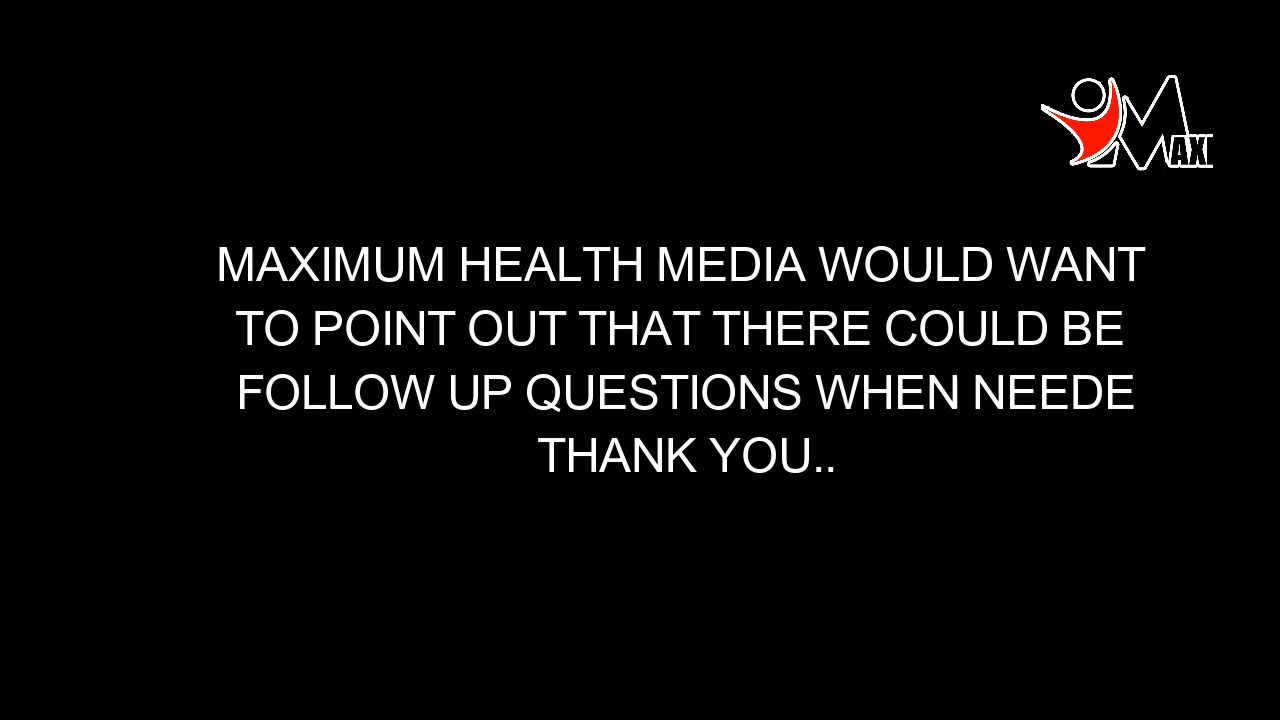 MAXI
MAXIMUM HEALTH MEDIA WOULD WANT
TO POINT OUT THAT THERE COULD BE
FOLLOW UP QUESTIONS WHEN NEEDE
THANK YOU..